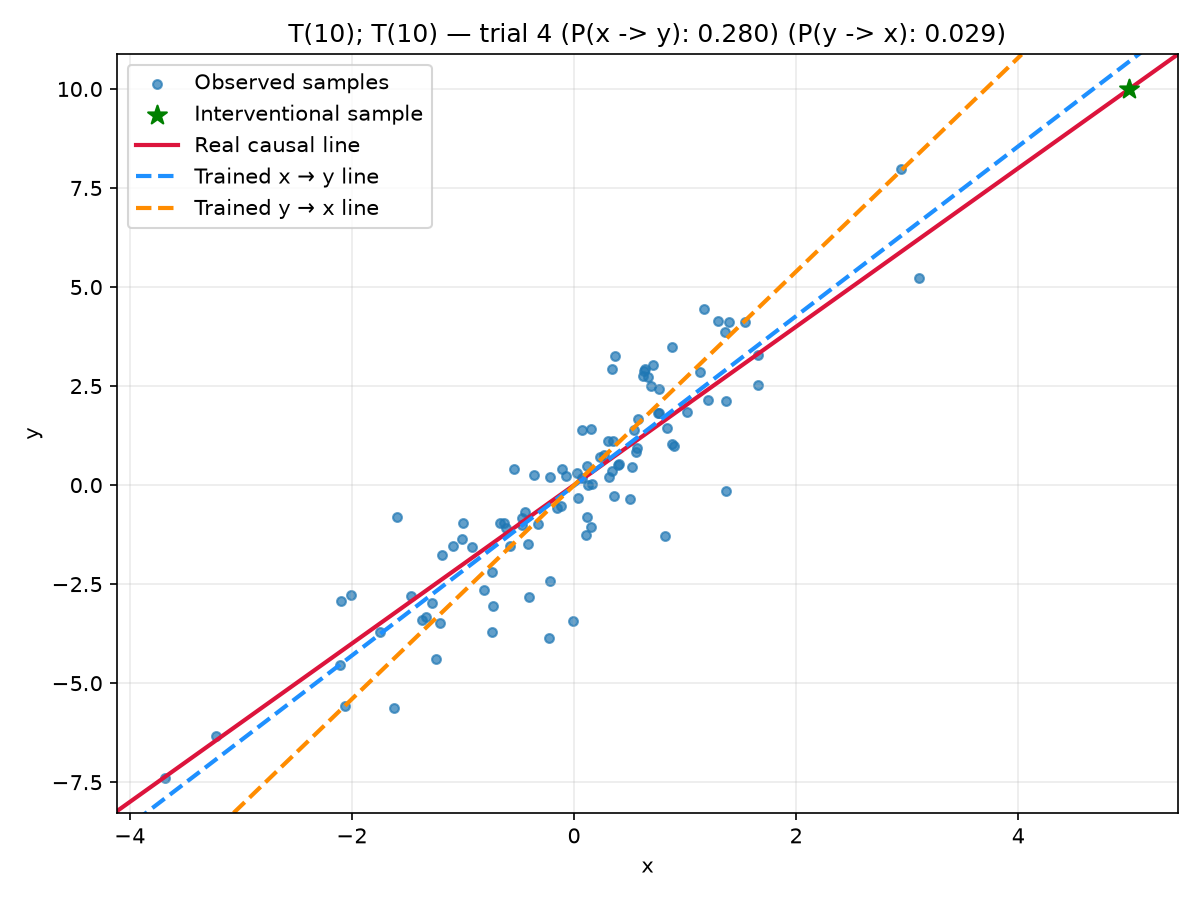 T(10); T(10) — trial 4 (P(x -> y): 0.280) (P(y -> x): 0.029)
Observed samples
Interventional sample
Real causal line
Trained x → y line
Trained y → x line
10.0
7.5
5.0
2.5
0.0
−2.5
−5.0
−7.5
y
−4
−2
0
2
4
x